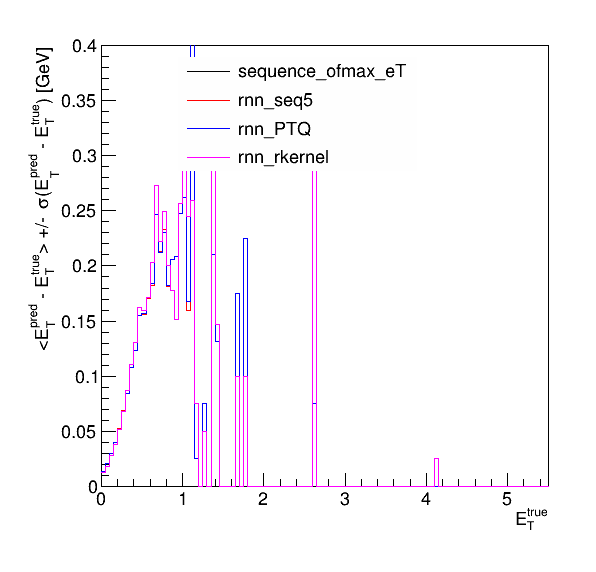 <E_T^pred - E_T^true> +/- σ(E_T^pred - E_T^true) [GeV]
0.4
0.35
0.3
0.25
0.2
0.15
0.1
0.05
0
sequence_ofmax_eT
rnn_seq5
rnn_PTQ
rnn_rkernel
0 1 2 3 4 5
E_T^true